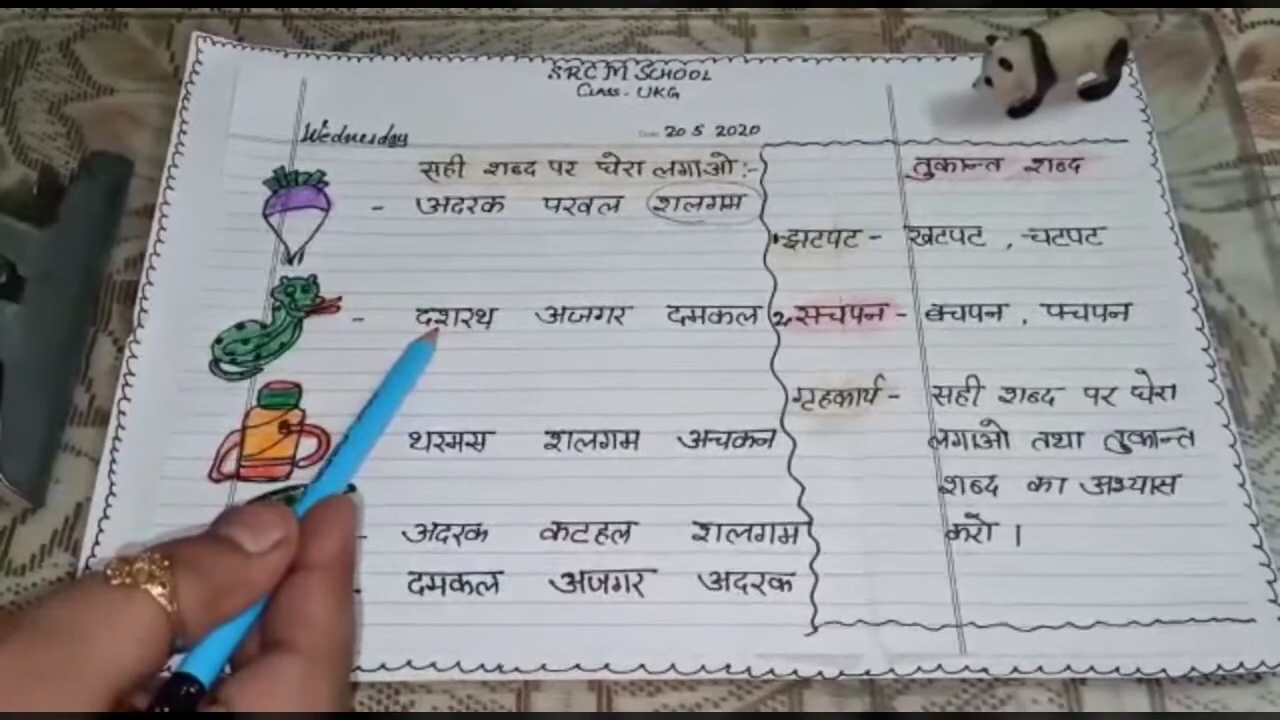 SRCM SCHOOL
Class - UKG
Wednesday
Date 20 5 2020
सही शब्द पर घेरा लगाओ :-
- अदरक परवल शलगम
- दशरथ अजगर दमकल
थरमस शलगम अचकन
- अदरक कटहल शलगम
- दमकल अजगर अदरक
तुकान्त शब्द
1. झटपट - खटपट , चटपट
2. सचपन - बचपन , पचपन
गृहकार्य - सही शब्द पर घेरा
लगाओ तथा तुकान्त
शब्द का अभ्यास
करो ।